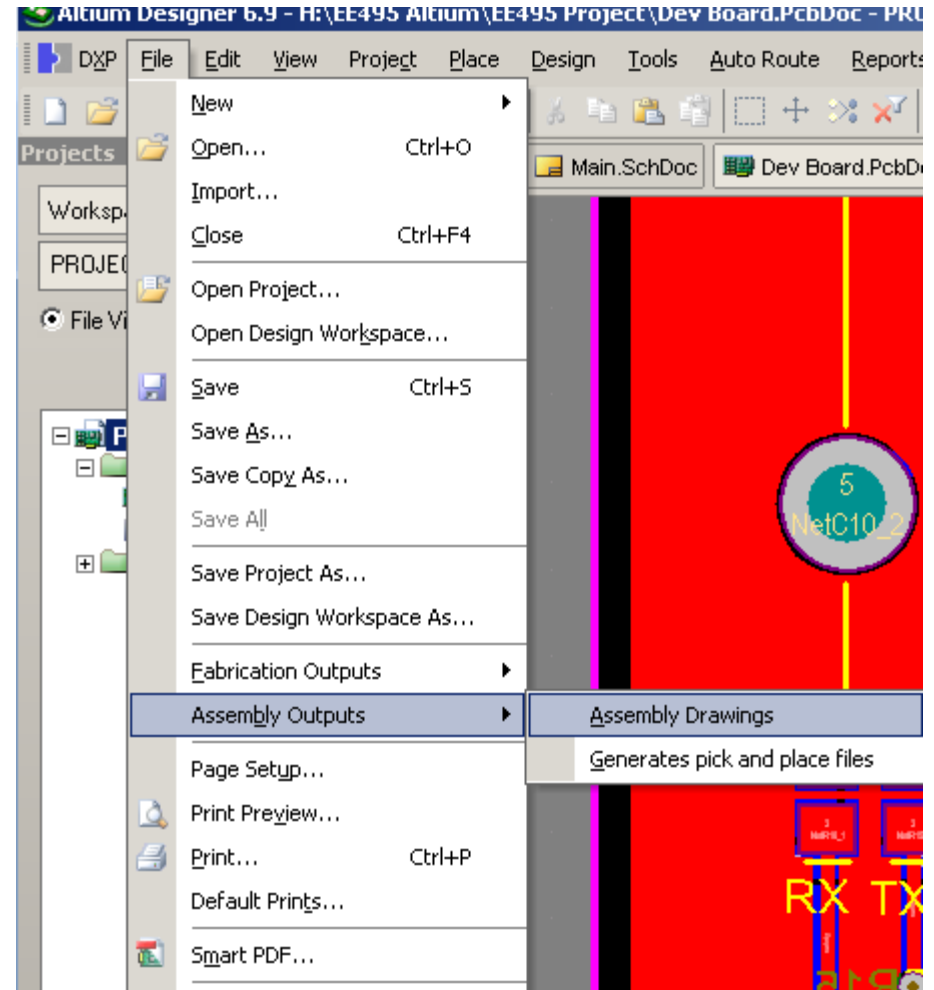 Altium Designer 6.9 - H:\EE495 Altium\EE495 Project\Dev Board.PcbDoc - PRO
DXP File Edit View Project Place Design Tools Auto Route Reports
Projects
Main.SchDoc Dev Board.PcbDo
Worksp
PROJE
File Vi
P
New
Open... Ctrl+O
Import...
Close Ctrl+F4
Open Project...
Open Design Workspace...
Save Ctrl+S
Save As...
Save Copy As...
Save All
Save Project As...
Save Design Workspace As...
Fabrication Outputs
Assembly Outputs
Page Setup...
Print Preview...
Print... Ctrl+P
Default Prints...
Smart PDF...
Assembly Drawings
Generates pick and place files
5
NetC10_2
RX TX